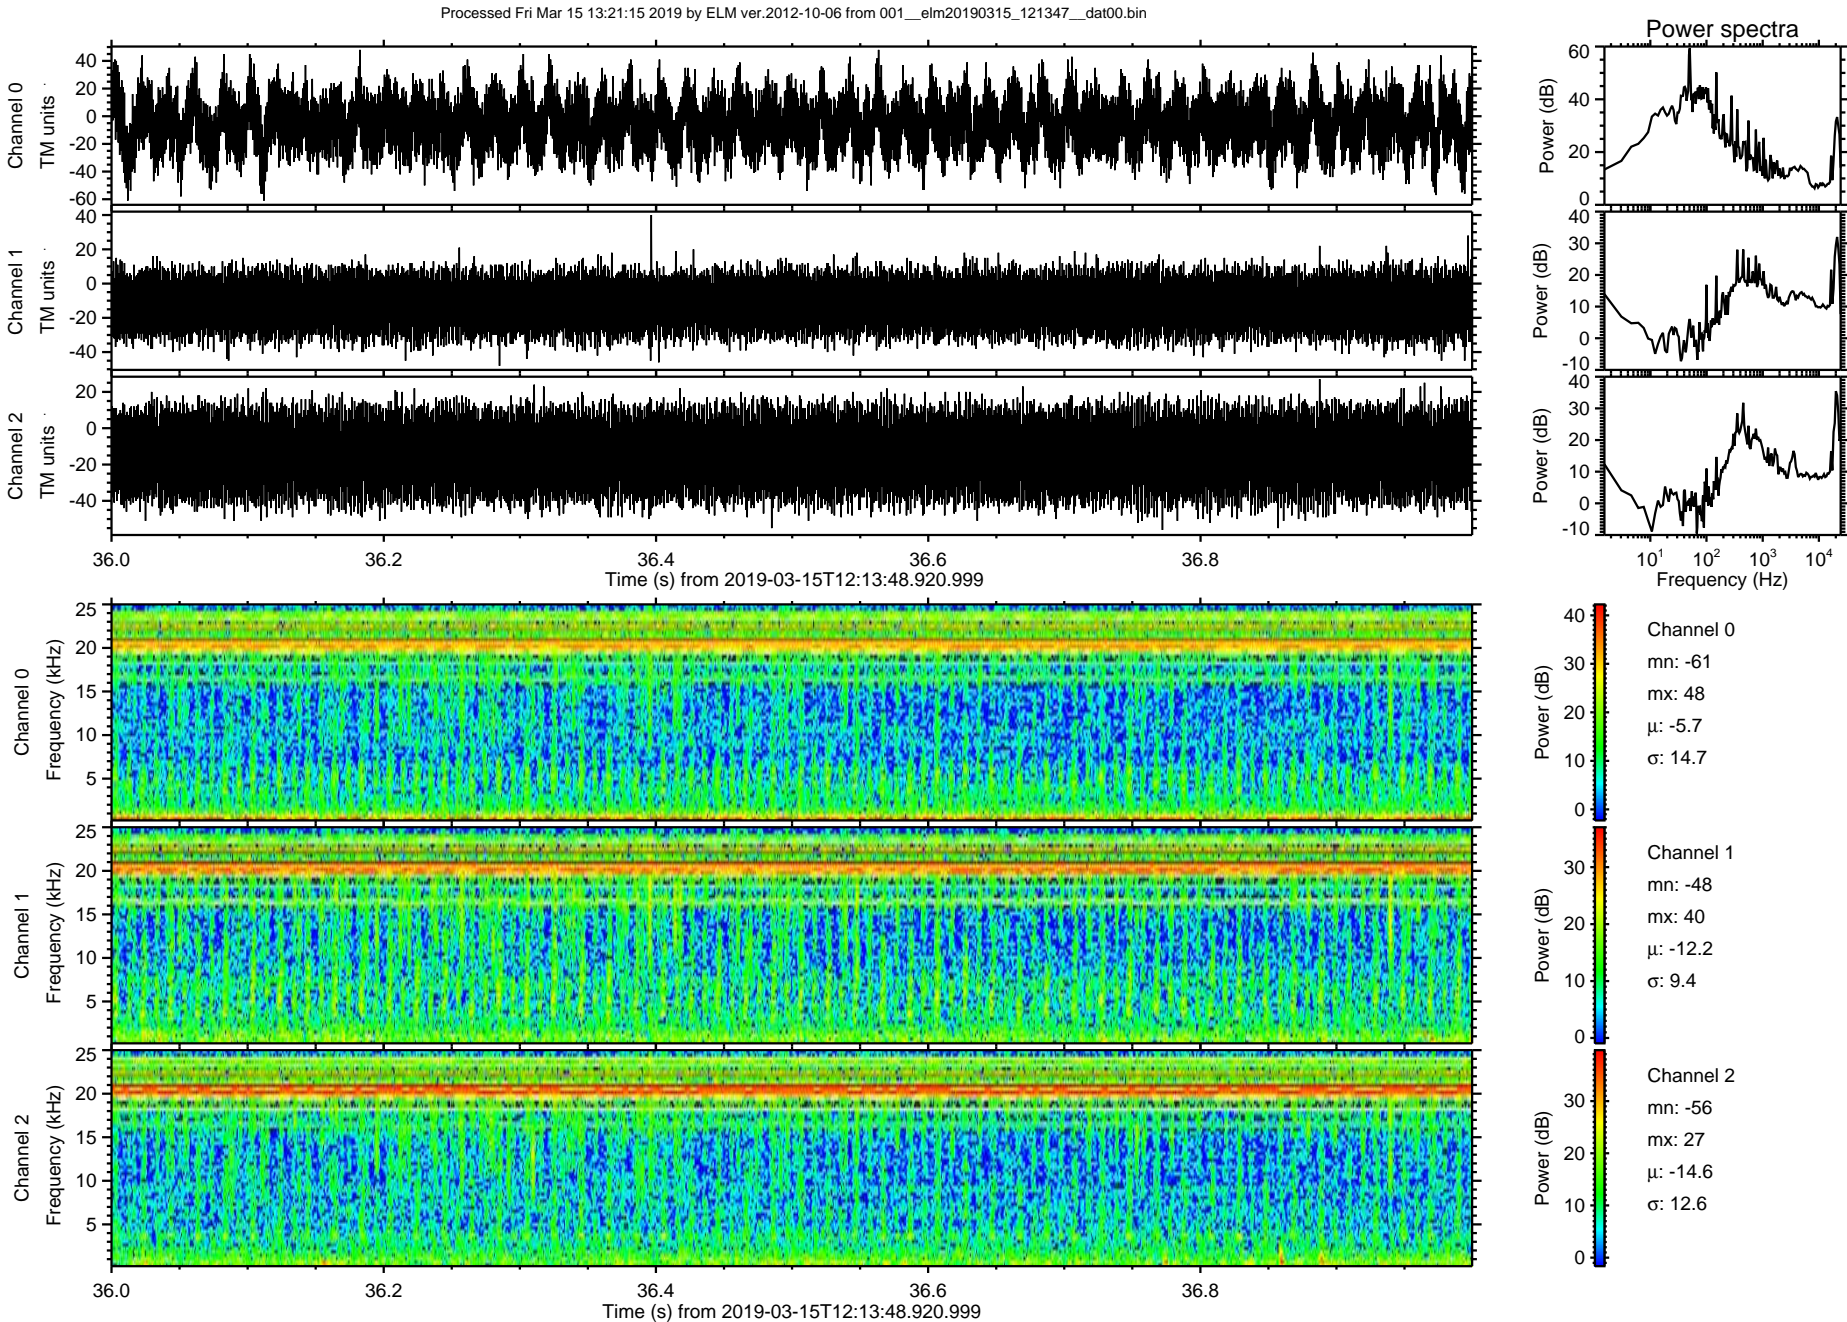 Processed Fri Mar 15 13:21:15 2019 by ELM ver.2012-10-06 from 001__elm20190315_121347__dat00.bin
Power spectra
Channel 0
TM units
40
20
0
-20
-40
-60
Power (dB)
60
40
20
0
Channel 1
TM units
40
20
0
-20
-40
Power (dB)
40
30
20
10
0
-10
Channel 2
TM units
20
0
-20
-40
Power (dB)
40
30
20
10
0
-10
36.0 36.2 36.4 36.6 36.8
Time (s) from 2019-03-15T12:13:48.920.999
10^1 10^2 10^3 10^4
Frequency (Hz)
Channel 0
Frequency (kHz)
25
20
15
10
5
Power (dB)
40
30
20
10
0
Channel 0
mn: -61
mx: 48
μ: -5.7
σ: 14.7
Channel 1
Frequency (kHz)
25
20
15
10
5
Power (dB)
30
20
10
0
Channel 1
mn: -48
mx: 40
μ: -12.2
σ: 9.4
Channel 2
Frequency (kHz)
25
20
15
10
5
Power (dB)
30
20
10
0
Channel 2
mn: -56
mx: 27
μ: -14.6
σ: 12.6
36.0 36.2 36.4 36.6 36.8
Time (s) from 2019-03-15T12:13:48.920.999